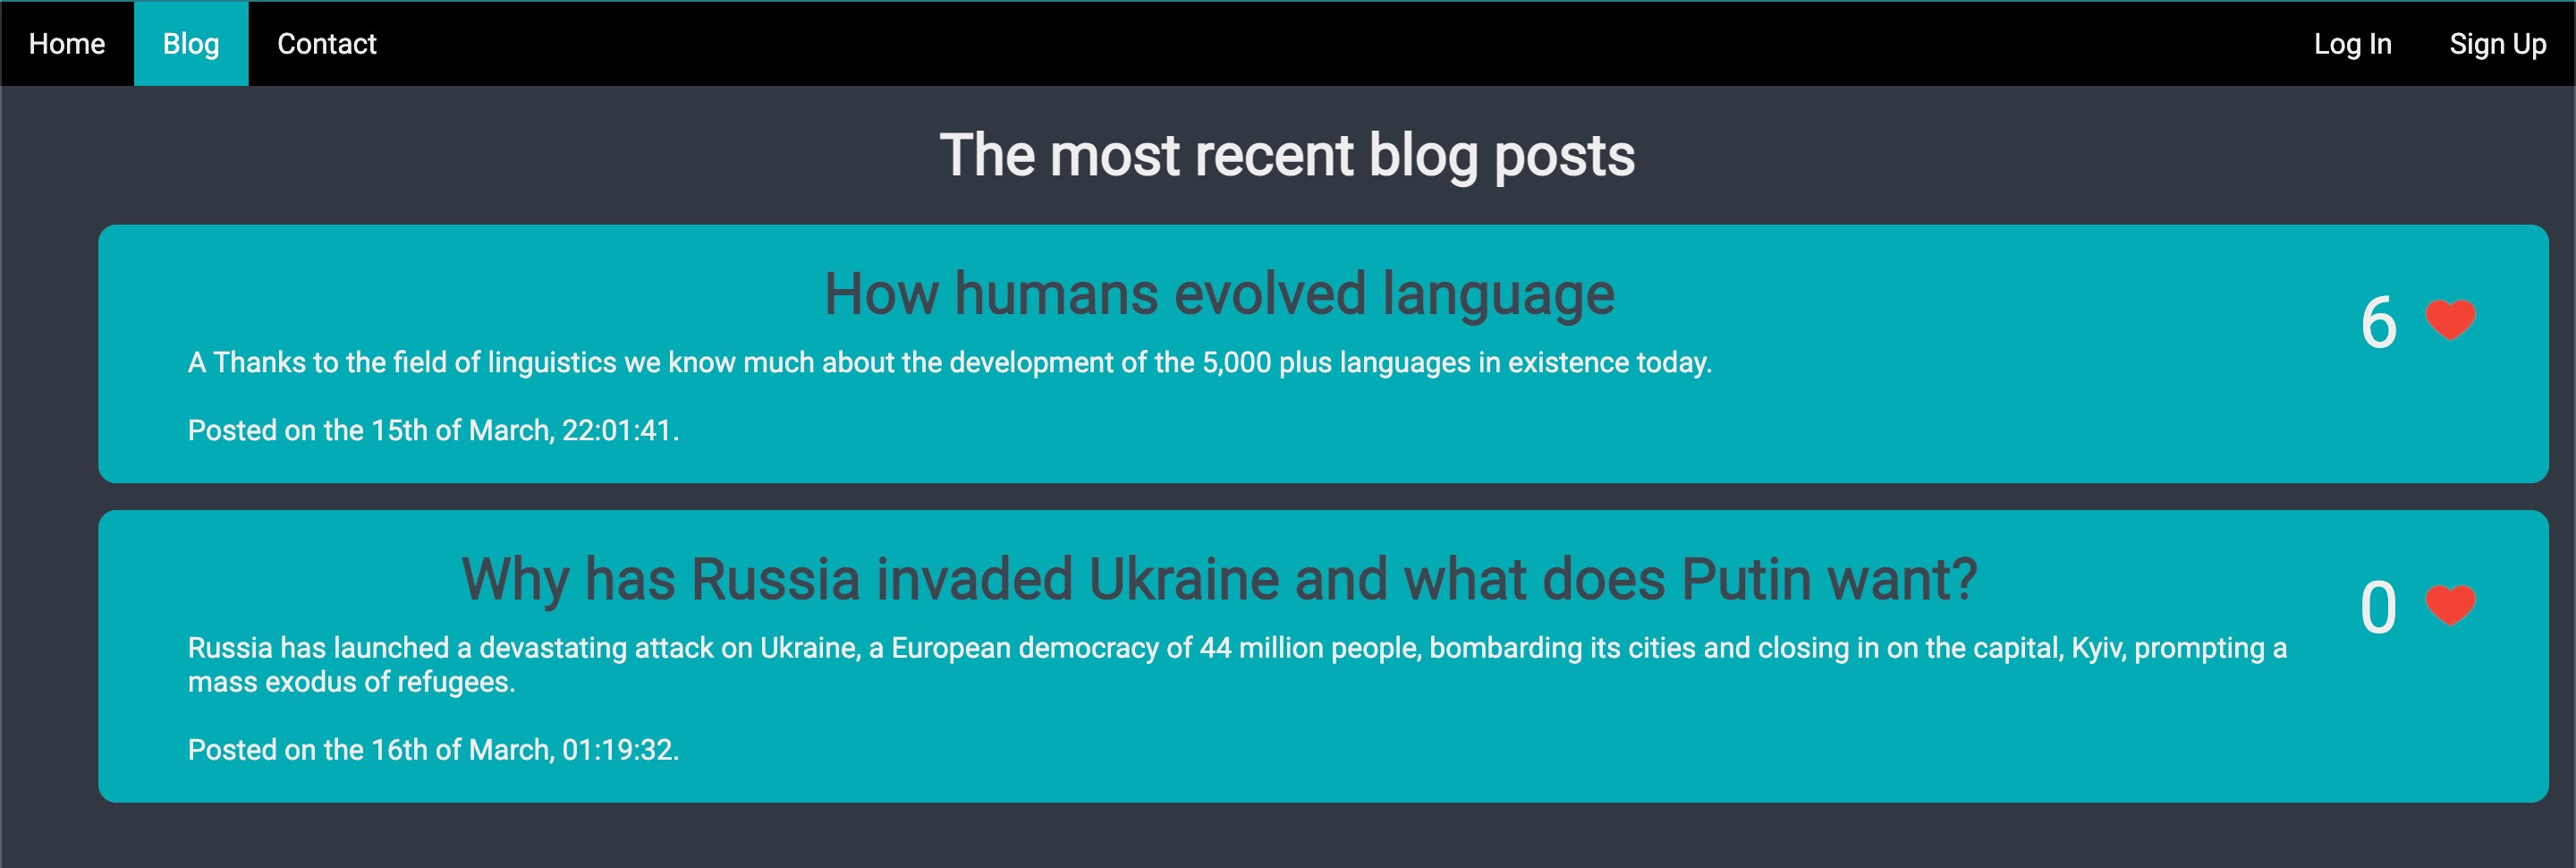 Home Blog Contact Log In Sign Up
The most recent blog posts
How humans evolved language
6
A Thanks to the field of linguistics we know much about the development of the 5,000 plus languages in existence today.
Posted on the 15th of March, 22:01:41.
Why has Russia invaded Ukraine and what does Putin want?
0
Russia has launched a devastating attack on Ukraine, a European democracy of 44 million people, bombarding its cities and closing in on the capital, Kyiv, prompting a
mass exodus of refugees.
Posted on the 16th of March, 01:19:32.